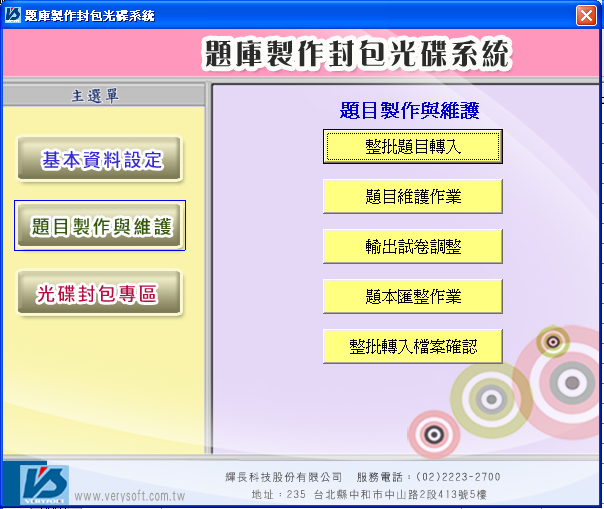 題庫製作封包光碟系統
題庫製作封包光碟系統
主選單
基本資料設定
題目製作與維護
光碟封包專區
題目製作與維護
整批題目轉入
題目維護作業
輸出試卷調整
題本匯整作業
整批轉入檔案確認
VS
VERYSOFT
www.verysoft.com.tw
輝長科技股份有限公司 服務電話：(02)2223-2700
地址：235 台北縣中和市中山路2段413號5樓